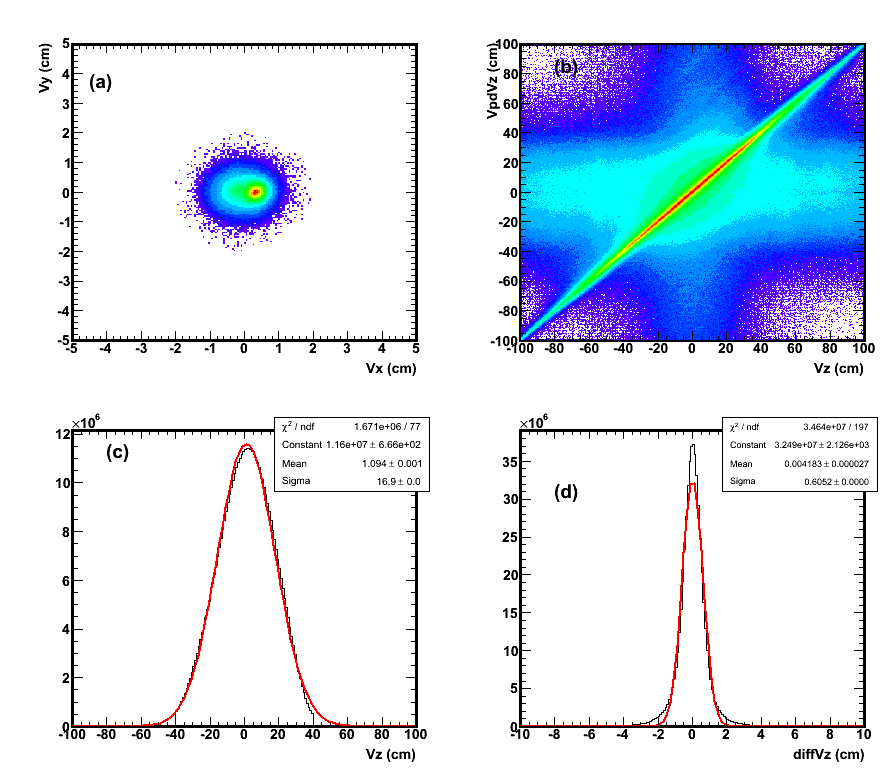 Vy (cm)
5
4
3
2
1
0
-1
-2
-3
-4
-5
(a)
-5 -4 -3 -2 -1 0 1 2 3 4 5
Vx (cm)
VpdVz (cm)
100
80
60
40
20
0
-20
-40
-60
-80
-100
(b)
-100 -80 -60 -40 -20 0 20 40 60 80 100
Vz (cm)
×10⁶
12
10
8
6
4
2
0
(c)
χ² / ndf 1.671e+06 / 77
Constant 1.16e+07 ± 6.66e+02
Mean 1.094 ± 0.001
Sigma 16.9 ± 0.0
-100 -80 -60 -40 -20 0 20 40 60 80 100
Vz (cm)
×10⁶
35
30
25
20
15
10
5
0
(d)
χ² / ndf 3.464e+07 / 197
Constant 3.249e+07 ± 2.126e+03
Mean 0.004183 ± 0.000027
Sigma 0.6052 ± 0.0000
-10 -8 -6 -4 -2 0 2 4 6 8 10
diffVz (cm)